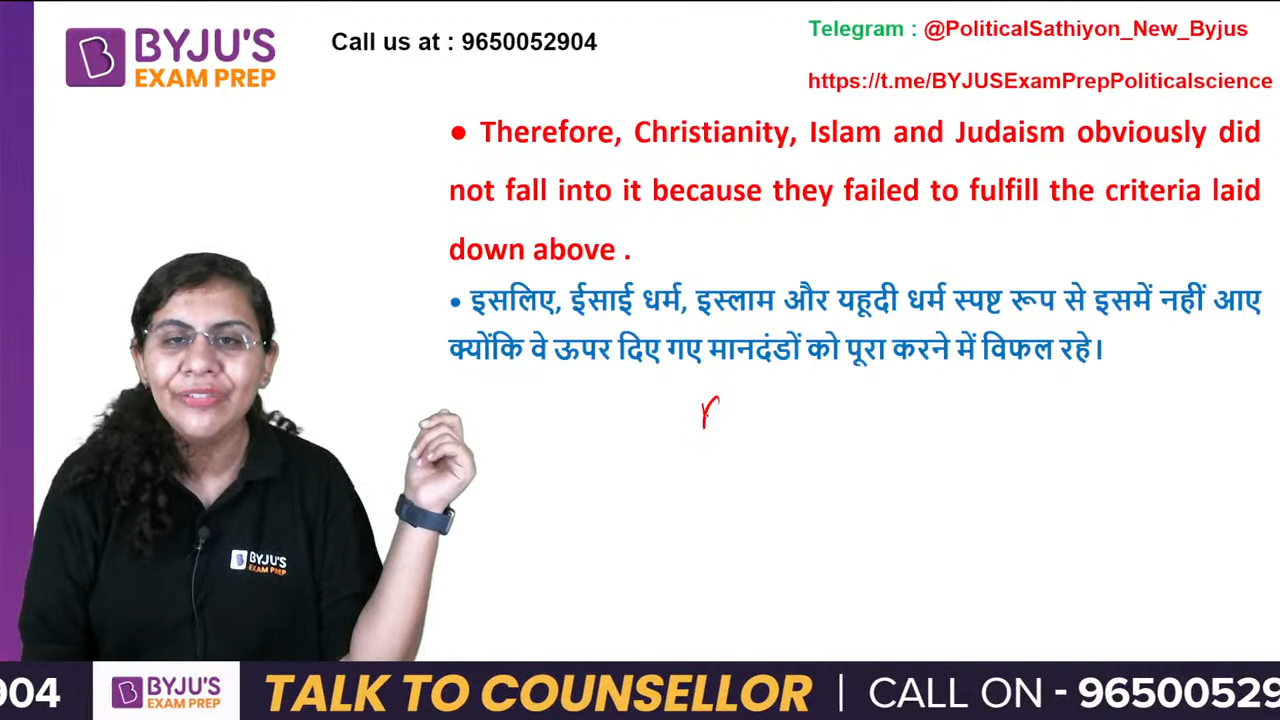 BYJU'S
EXAM PREP
Call us at : 9650052904
Telegram : @PoliticalSathiyon_New_Byjus
https://t.me/BYJUSExamPrepPoliticalscience
● Therefore, Christianity, Islam and Judaism obviously did
not fall into it because they failed to fulfill the criteria laid
down above .
• इसलिए, ईसाई धर्म, इस्लाम और यहूदी धर्म स्पष्ट रूप से इसमें नहीं आए
क्योंकि वे ऊपर दिए गए मानदंडों को पूरा करने में विफल रहे।
BYJU'S
EXAM PREP
904
BYJU'S
EXAM PREP
TALK TO COUNSELLOR | CALL ON - 96500529